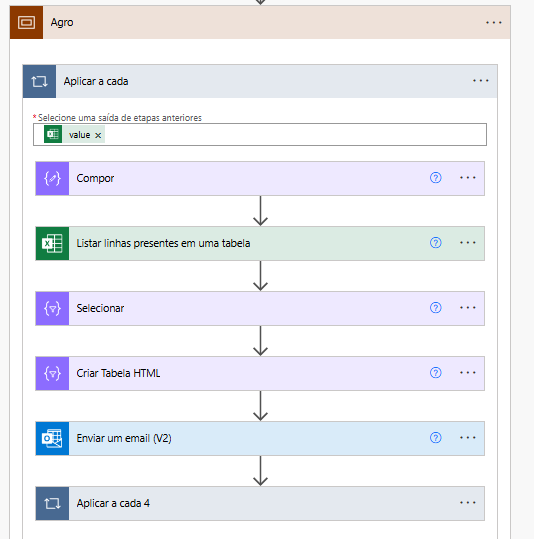 Agro
Aplicar a cada
* Selecione uma saída de etapas anteriores
value ×
Compor
Listar linhas presentes em uma tabela
Selecionar
Criar Tabela HTML
Enviar um email (V2)
Aplicar a cada 4